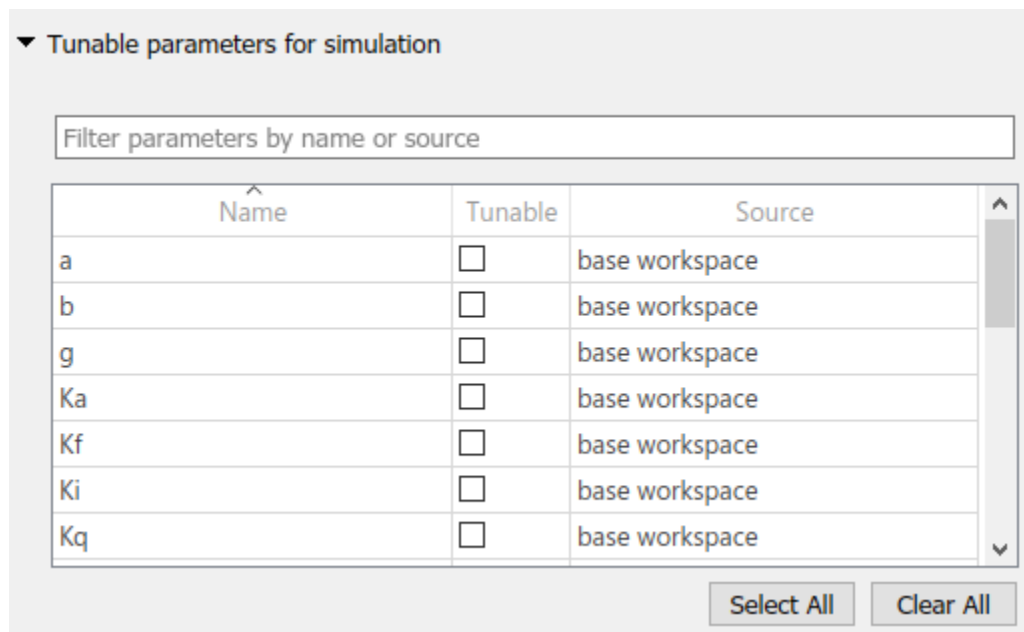 Tunable parameters for simulation
Filter parameters by name or source
Name Tunable Source
a base workspace
b base workspace
g base workspace
Ka base workspace
Kf base workspace
Ki base workspace
Kq base workspace
Select All Clear All